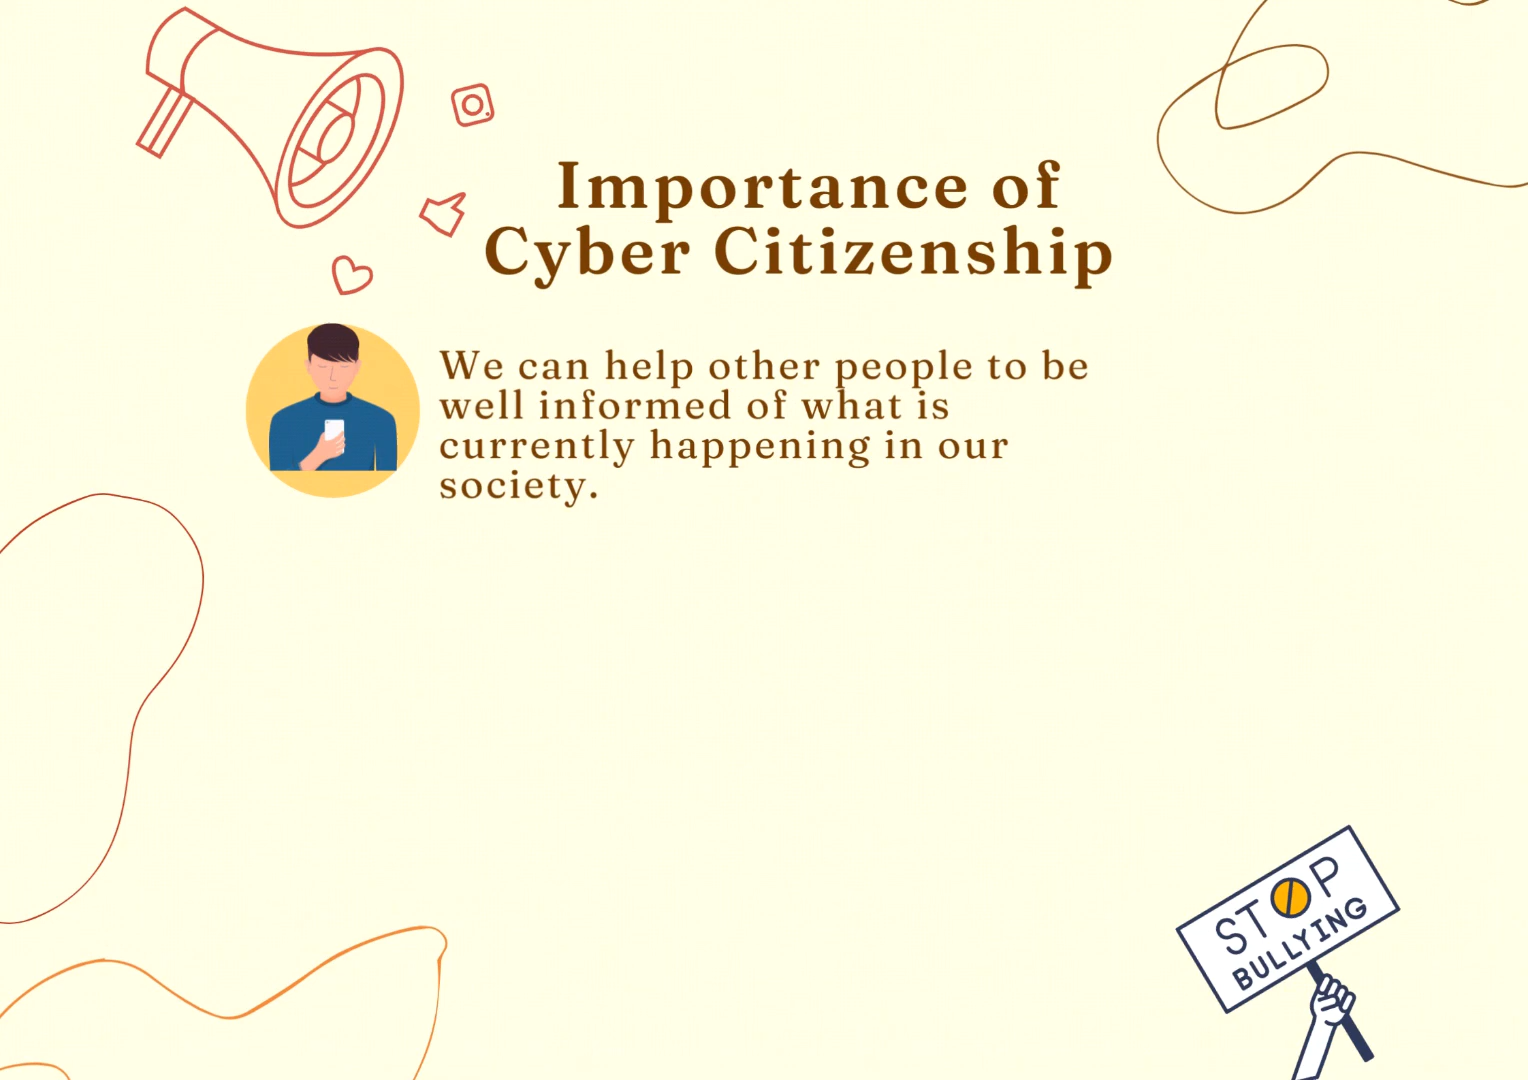 Importance of
Cyber Citizenship
We can help other people to be
well informed of what is
currently happening in our
society.
STOP
BULLYING